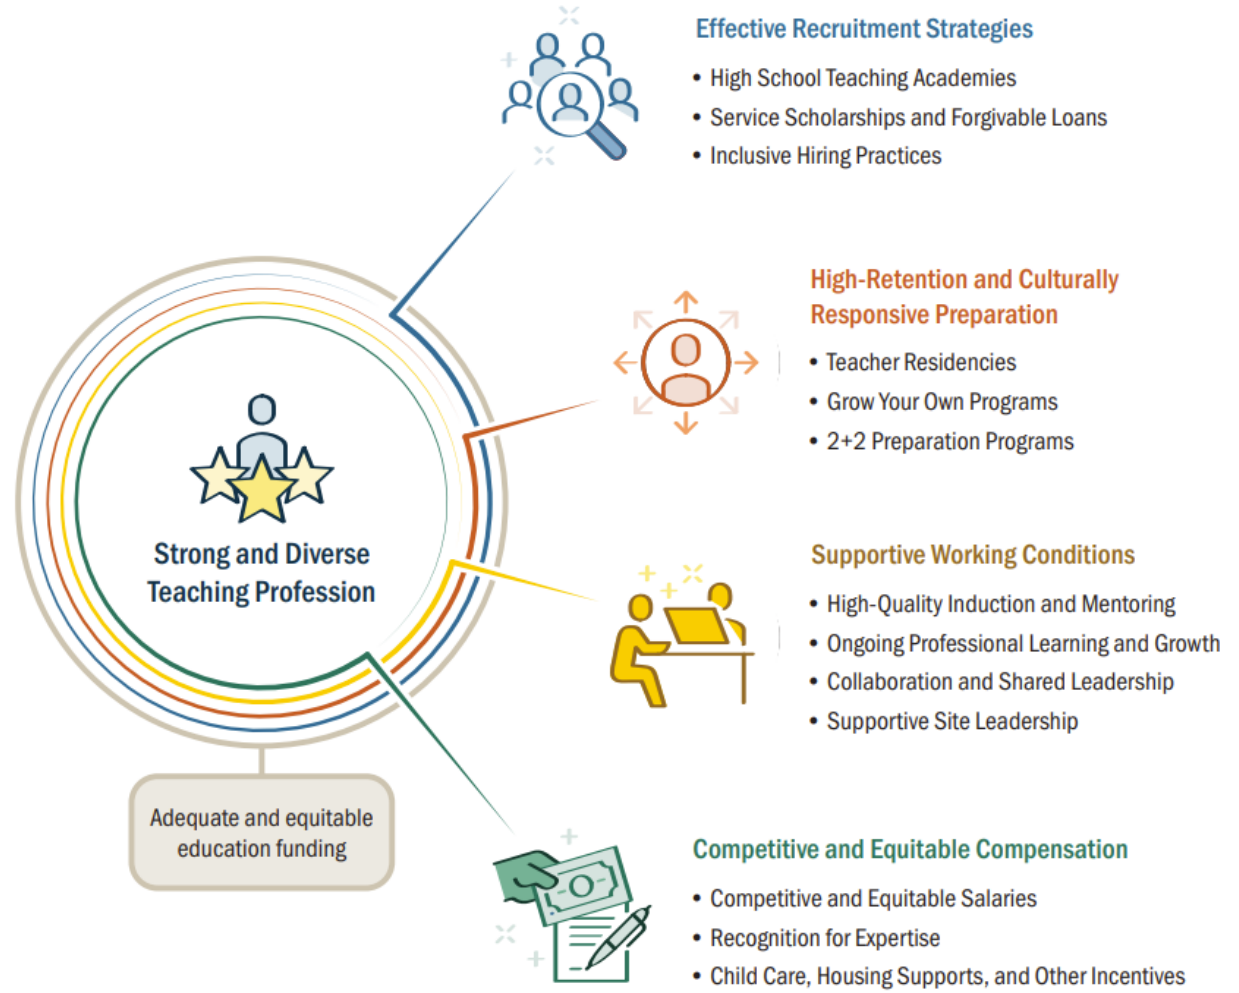 Effective Recruitment Strategies
• High School Teaching Academies
• Service Scholarships and Forgivable Loans
• Inclusive Hiring Practices
High-Retention and Culturally
Responsive Preparation
• Teacher Residencies
• Grow Your Own Programs
• 2+2 Preparation Programs
Strong and Diverse
Teaching Profession
Supportive Working Conditions
• High-Quality Induction and Mentoring
• Ongoing Professional Learning and Growth
• Collaboration and Shared Leadership
• Supportive Site Leadership
Adequate and equitable
education funding
Competitive and Equitable Compensation
• Competitive and Equitable Salaries
• Recognition for Expertise
• Child Care, Housing Supports, and Other Incentives